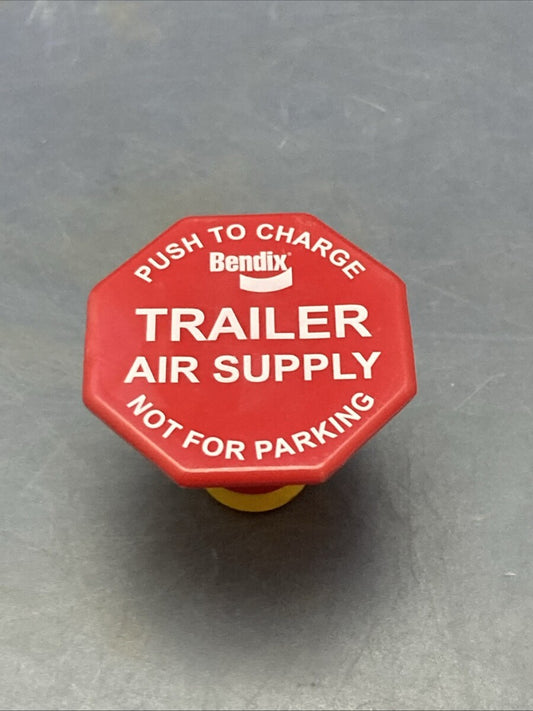 PUSH TO CHARGE
Bendix
TRAILER
AIR SUPPLY
NOT FOR PARKING